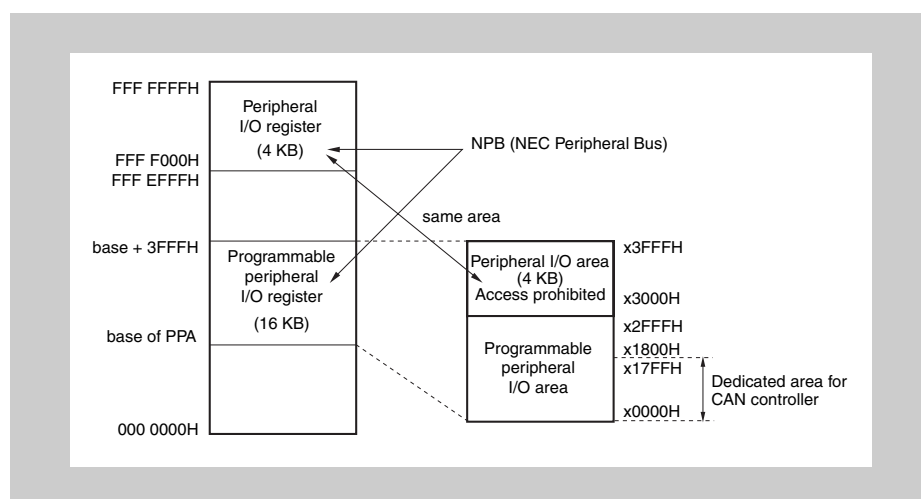 FFF FFFFH
Peripheral
I/O register
(4 KB)
NPB (NEC Peripheral Bus)
FFF F000H
FFF EFFFH
same area
base + 3FFFH
Programmable
peripheral
I/O register
(16 KB)
base of PPA
000 0000H
Peripheral I/O area
(4 KB)
Access prohibited
x3FFFH
x3000H
x2FFFH
Programmable
peripheral
I/O area
x1800H
x17FFH
Dedicated area for
CAN controller
x0000H